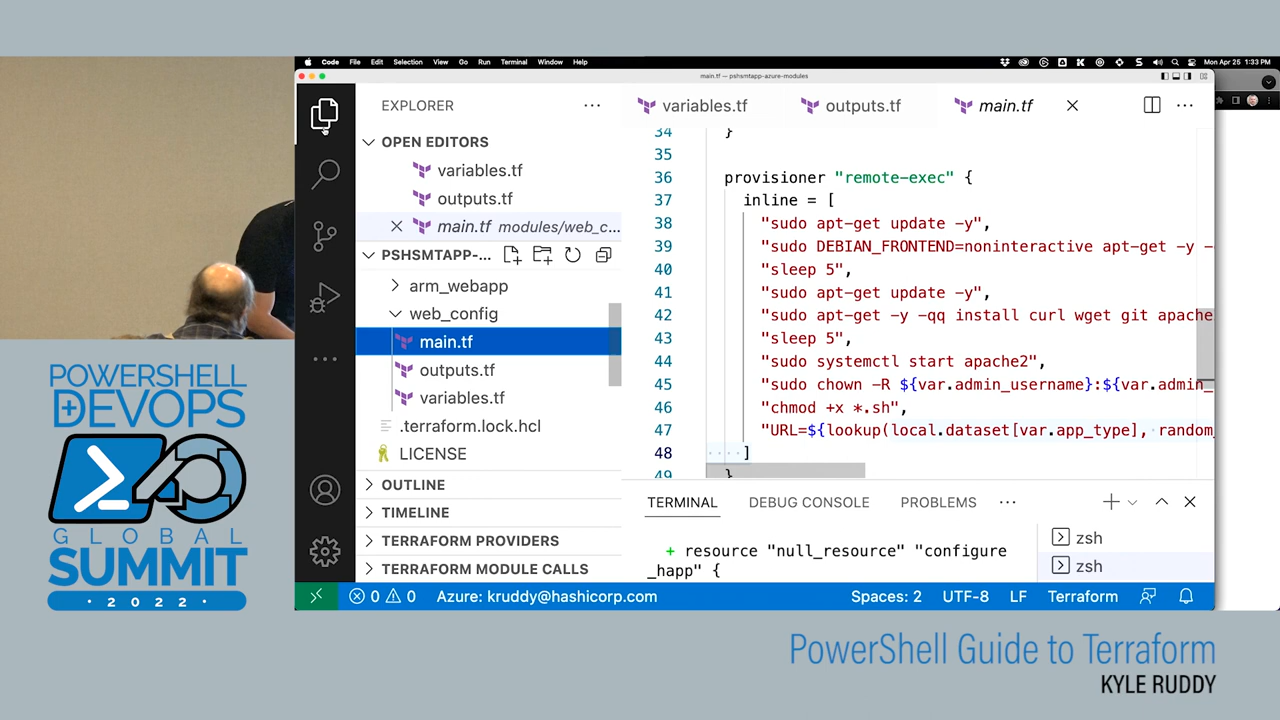 Code File Edit Selection View Go Run Terminal Window Help
Mon Apr 25 1:33 PM
main.tf — pshsmtapp-azure-modules
EXPLORER
OPEN EDITORS
variables.tf
outputs.tf
main.tf modules/web_c...
PSHSMTAPP-...
arm_webapp
web_config
main.tf
outputs.tf
variables.tf
.terraform.lock.hcl
LICENSE
OUTLINE
TIMELINE
TERRAFORM PROVIDERS
TERRAFORM MODULE CALLS
variables.tf outputs.tf main.tf
34 }
35
36 provisioner "remote-exec" {
37 inline = [
38 "sudo apt-get update -y",
39 "sudo DEBIAN_FRONTEND=noninteractive apt-get -y -
40 "sleep 5",
41 "sudo apt-get update -y",
42 "sudo apt-get -y -qq install curl wget git apache
43 "sleep 5",
44 "sudo systemctl start apache2",
45 "sudo chown -R ${var.admin_username}:${var.admin_
46 "chmod +x *.sh",
47 "URL=${lookup(local.dataset[var.app_type], random_
48 ]
49 }
TERMINAL DEBUG CONSOLE PROBLEMS
+ resource "null_resource" "configure
_happ" {
zsh
zsh
0 0 Azure: kruddy@hashicorp.com Spaces: 2 UTF-8 LF Terraform
POWERSHELL
+DEVOPS
GLOBAL
SUMMIT
· 2 0 2 2 ·
PowerShell Guide to Terraform
KYLE RUDDY